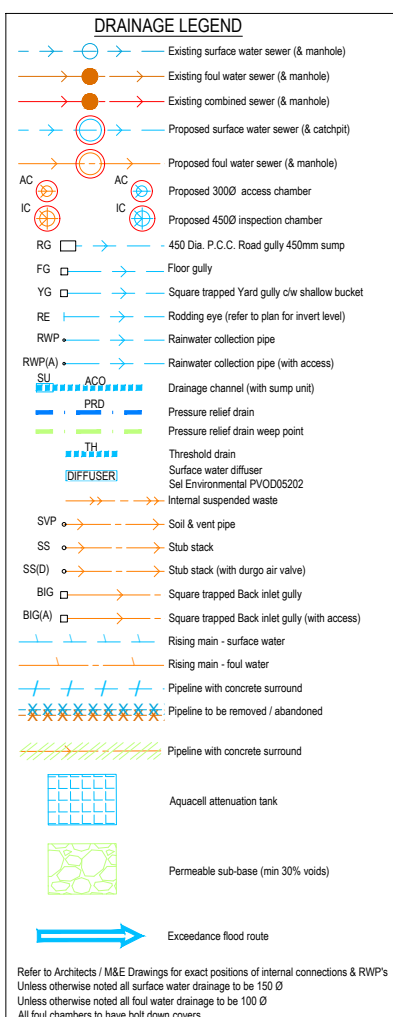 DRAINAGE LEGEND
Existing surface water sewer (& manhole)
Existing foul water sewer (& manhole)
Existing combined sewer (& manhole)
Proposed surface water sewer (& catchpit)
Proposed foul water sewer (& manhole)
AC AC Proposed 300Ø access chamber
IC IC Proposed 450Ø inspection chamber
RG 450 Dia. P.C.C. Road gully 450mm sump
FG Floor gully
YG Square trapped Yard gully c/w shallow bucket
RE Rodding eye (refer to plan for invert level)
RWP Rainwater collection pipe
RWP(A) Rainwater collection pipe (with access)
SU ACO Drainage channel (with sump unit)
PRD Pressure relief drain
Pressure relief drain weep point
TH Threshold drain
DIFFUSER Surface water diffuser
Sel Environmental PVOD05202
Internal suspended waste
SVP Soil & vent pipe
SS Stub stack
SS(D) Stub stack (with durgo air valve)
BIG Square trapped Back inlet gully
BIG(A) Square trapped Back inlet gully (with access)
Rising main - surface water
Rising main - foul water
Pipeline with concrete surround
Pipeline to be removed / abandoned
Pipeline with concrete surround
Aquacell attenuation tank
Permeable sub-base (min 30% voids)
Exceedance flood route
Refer to Architects / M&E Drawings for exact positions of internal connections & RWP's
Unless otherwise noted all surface water drainage to be 150 Ø
Unless otherwise noted all foul water drainage to be 100 Ø
All foul chambers to have bolt down covers